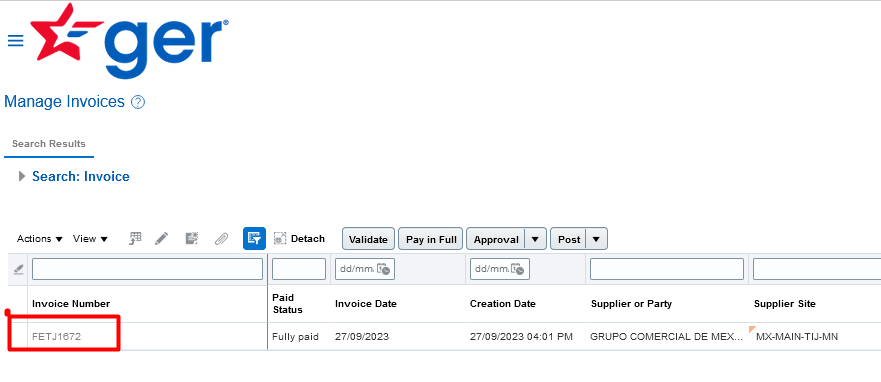 ger®
Manage Invoices ?
Search Results
Search: Invoice
Actions View Detach Validate Pay in Full Approval Post
dd/mm/ dd/mm/
Invoice Number Paid Status Invoice Date Creation Date Supplier or Party Supplier Site
FETJ1672 Fully paid 27/09/2023 27/09/2023 04:01 PM GRUPO COMERCIAL DE MEX... MX-MAIN-TIJ-MN